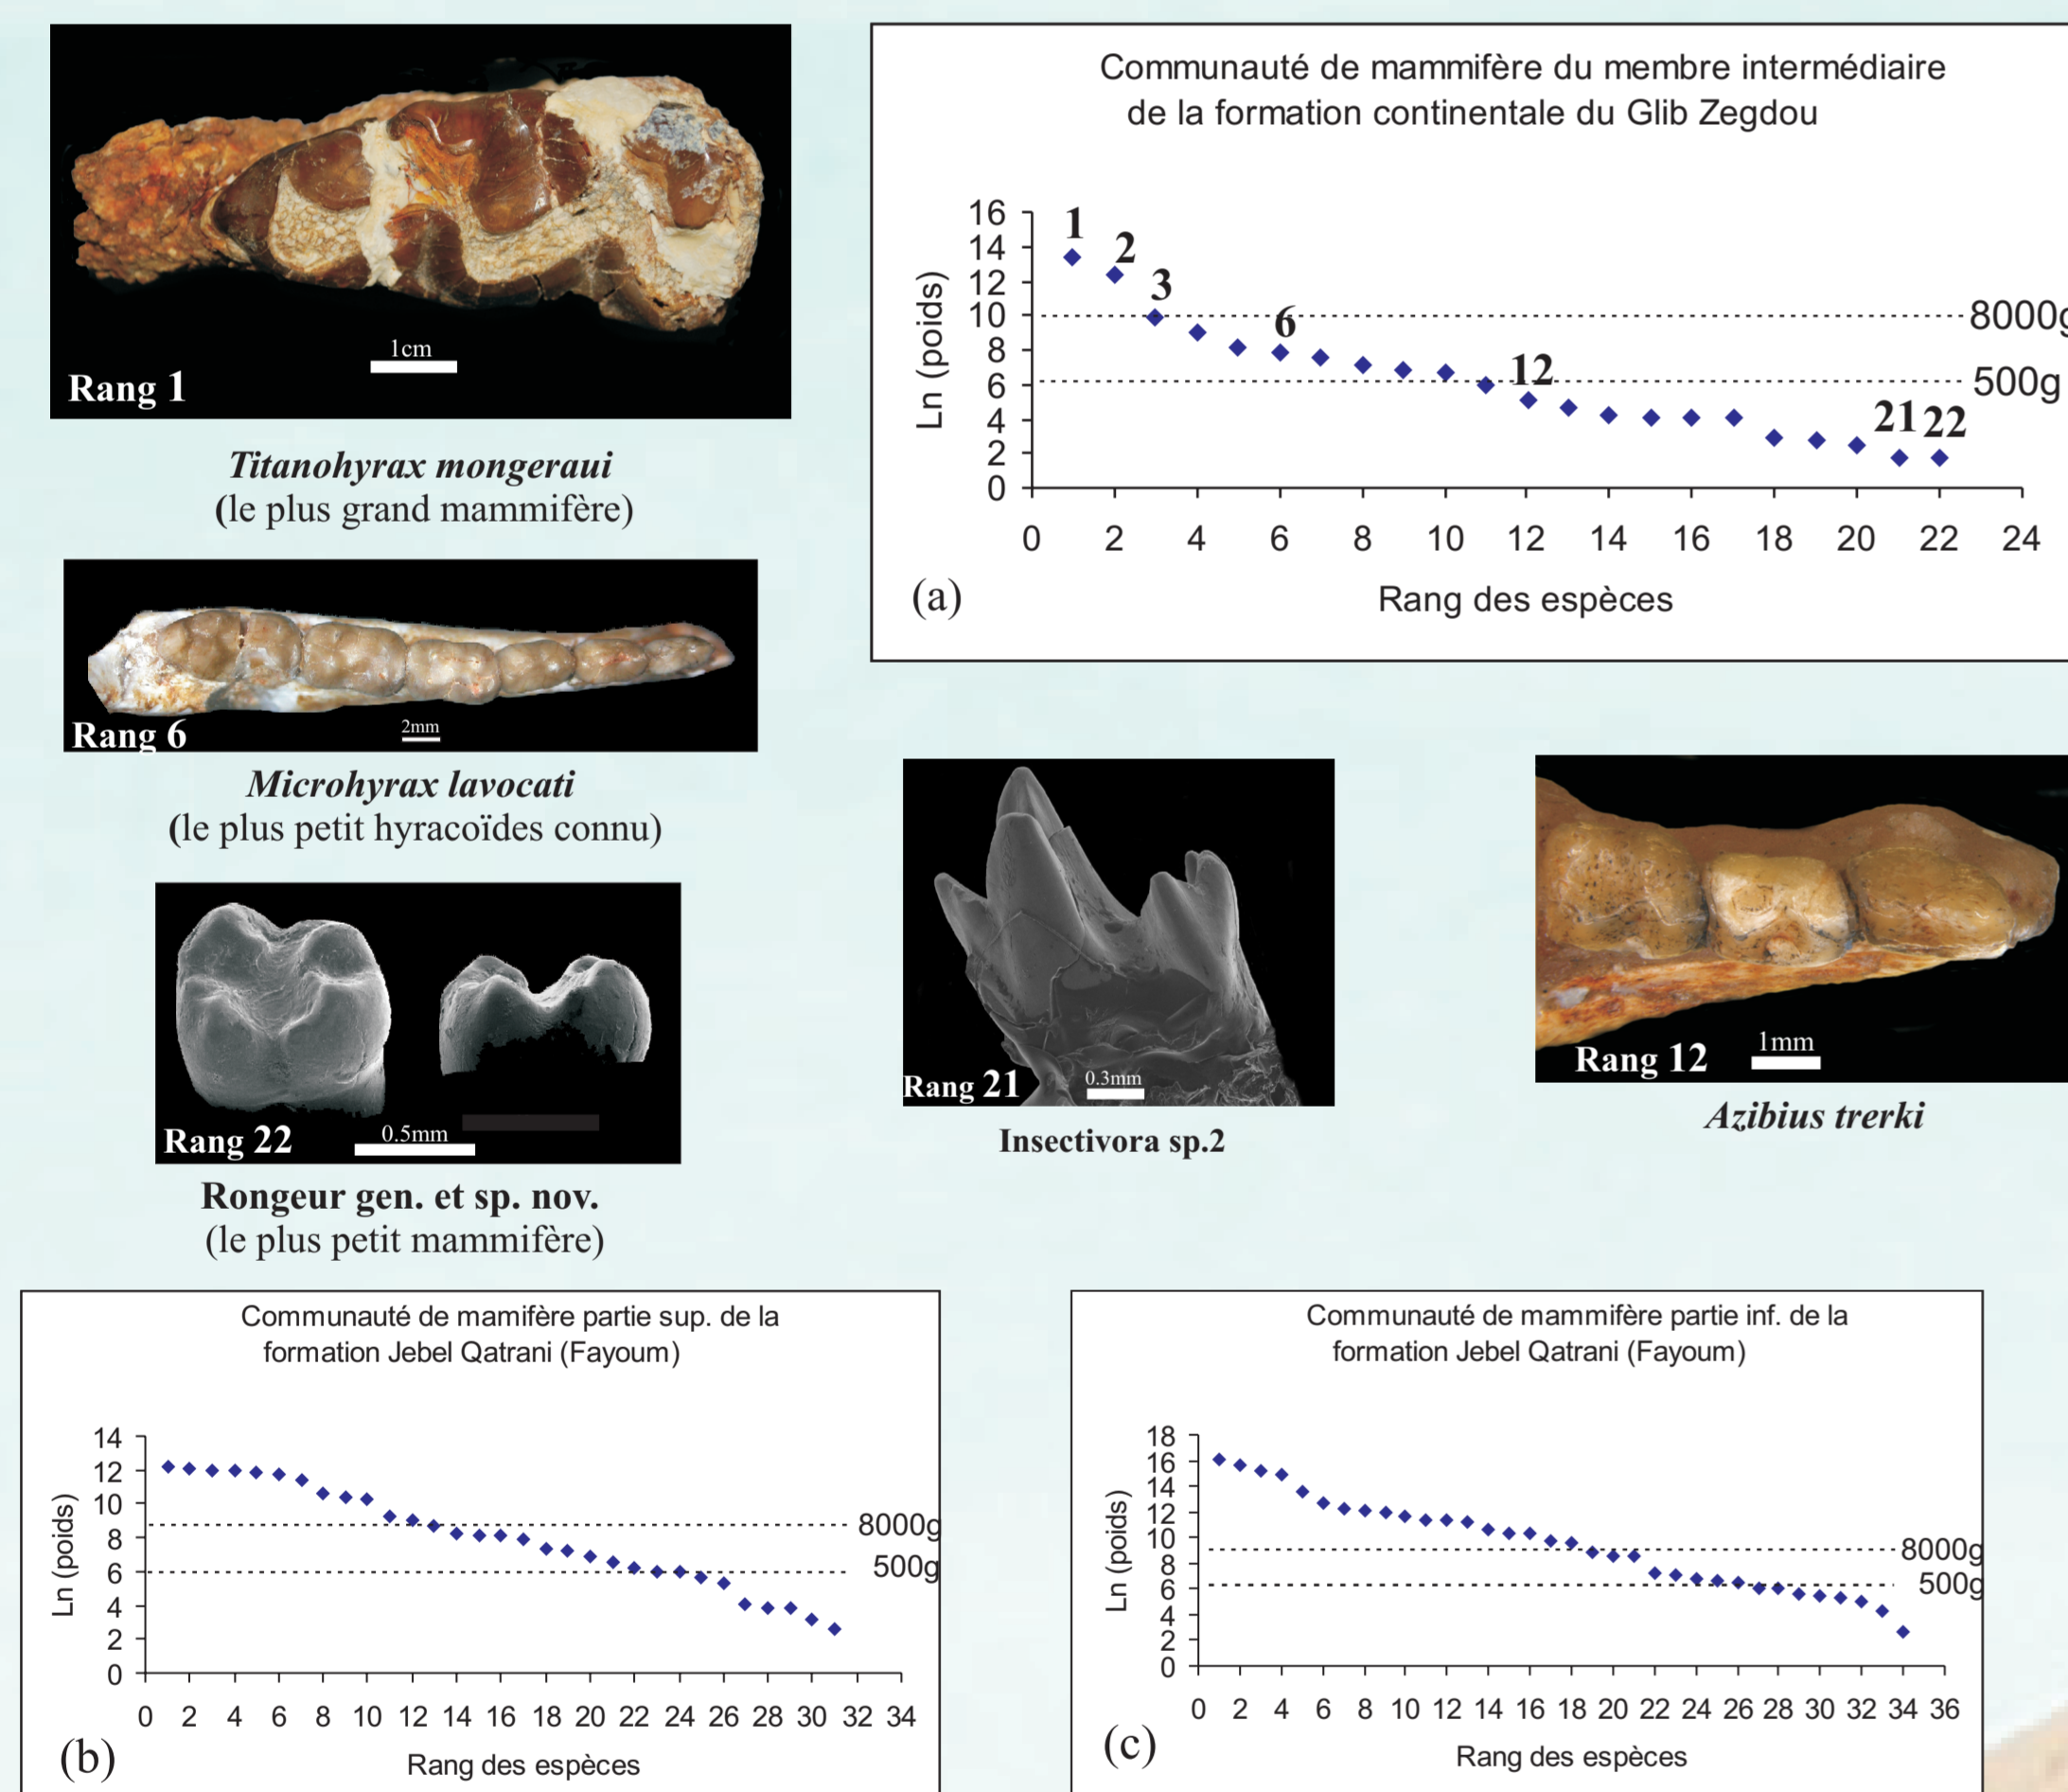 1cm
Rang 1
Titanohyrax mongeraui
(le plus grand mammifère)
2mm
Rang 6
Microhyrax lavocati
(le plus petit hyracoïdes connu)
0.5mm
Rang 22
Rongeur gen. et sp. nov.
(le plus petit mammifère)
Communauté de mammifère du membre intermédiaire
de la formation continentale du Glib Zegdou
Ln (poids)
16
14
12
10
8
6
4
2
0
1
2
3
6
12
21 22
8000g
500g
0 2 4 6 8 10 12 14 16 18 20 22 24
(a)
Rang des espèces
Rang 21
0.3mm
Insectivora sp.2
Rang 12
1mm
Azibius trerki
Communauté de mamifère partie sup. de la
formation Jebel Qatrani (Fayoum)
Ln (poids)
14
12
10
8
6
4
2
0
8000g
500g
0 2 4 6 8 10 12 14 16 18 20 22 24 26 28 30 32 34
(b)
Rang des espèces
Communauté de mammifère partie inf. de la
formation Jebel Qatrani (Fayoum)
Ln (poids)
18
16
14
12
10
8
6
4
2
0
8000g
500g
0 2 4 6 8 10 12 14 16 18 20 22 24 26 28 30 32 34 36
(c)
Rang des espèces